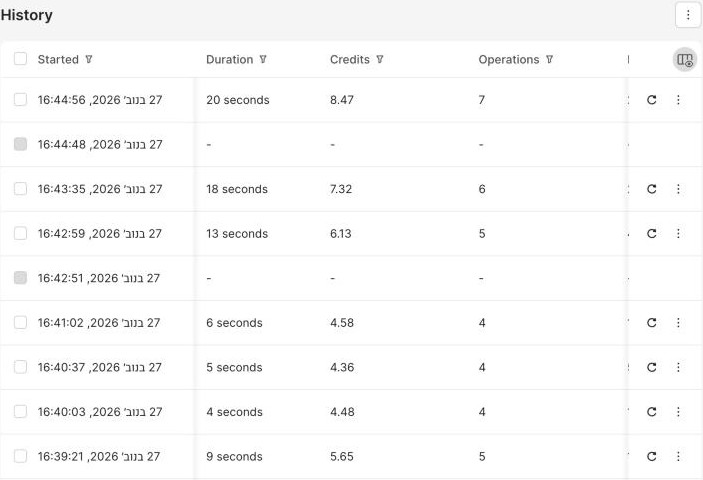 History
Started Duration Credits Operations
27 בנוב׳ 2026, 16:44:56 20 seconds 8.47 7
27 בנוב׳ 2026, 16:44:48 - - -
27 בנוב׳ 2026, 16:43:35 18 seconds 7.32 6
27 בנוב׳ 2026, 16:42:59 13 seconds 6.13 5
27 בנוב׳ 2026, 16:42:51 - - -
27 בנוב׳ 2026, 16:41:02 6 seconds 4.58 4
27 בנוב׳ 2026, 16:40:37 5 seconds 4.36 4
27 בנוב׳ 2026, 16:40:03 4 seconds 4.48 4
27 בנוב׳ 2026, 16:39:21 9 seconds 5.65 5